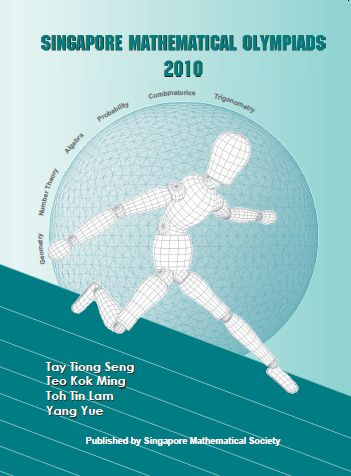 SINGAPORE MATHEMATICAL OLYMPIADS
2010
Geometry
Number Theory
Algebra
Probability
Combinatorics
Trigonometry
Tay Tiong Seng
Teo Kok Ming
Toh Tin Lam
Yang Yue
Published by Singapore Mathematical Society